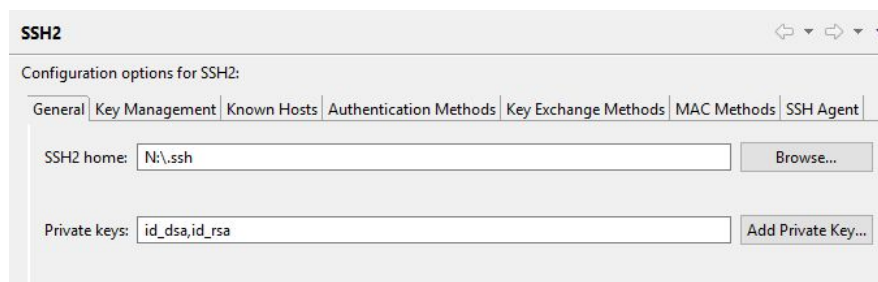 SSH2
Configuration options for SSH2:
General Key Management Known Hosts Authentication Methods Key Exchange Methods MAC Methods SSH Agent
SSH2 home: N:\.ssh Browse...
Private keys: id_dsa,id_rsa Add Private Key...